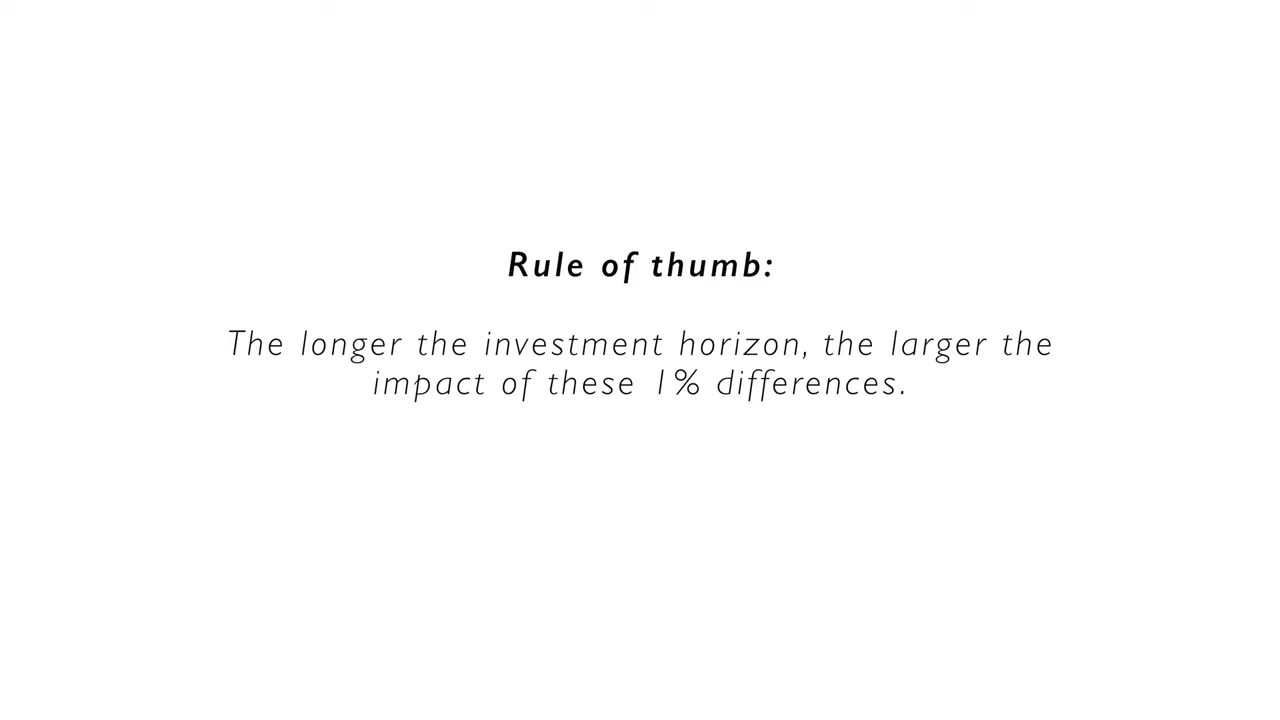 Rule of thumb:
The longer the investment horizon, the larger the
impact of these 1% differences.